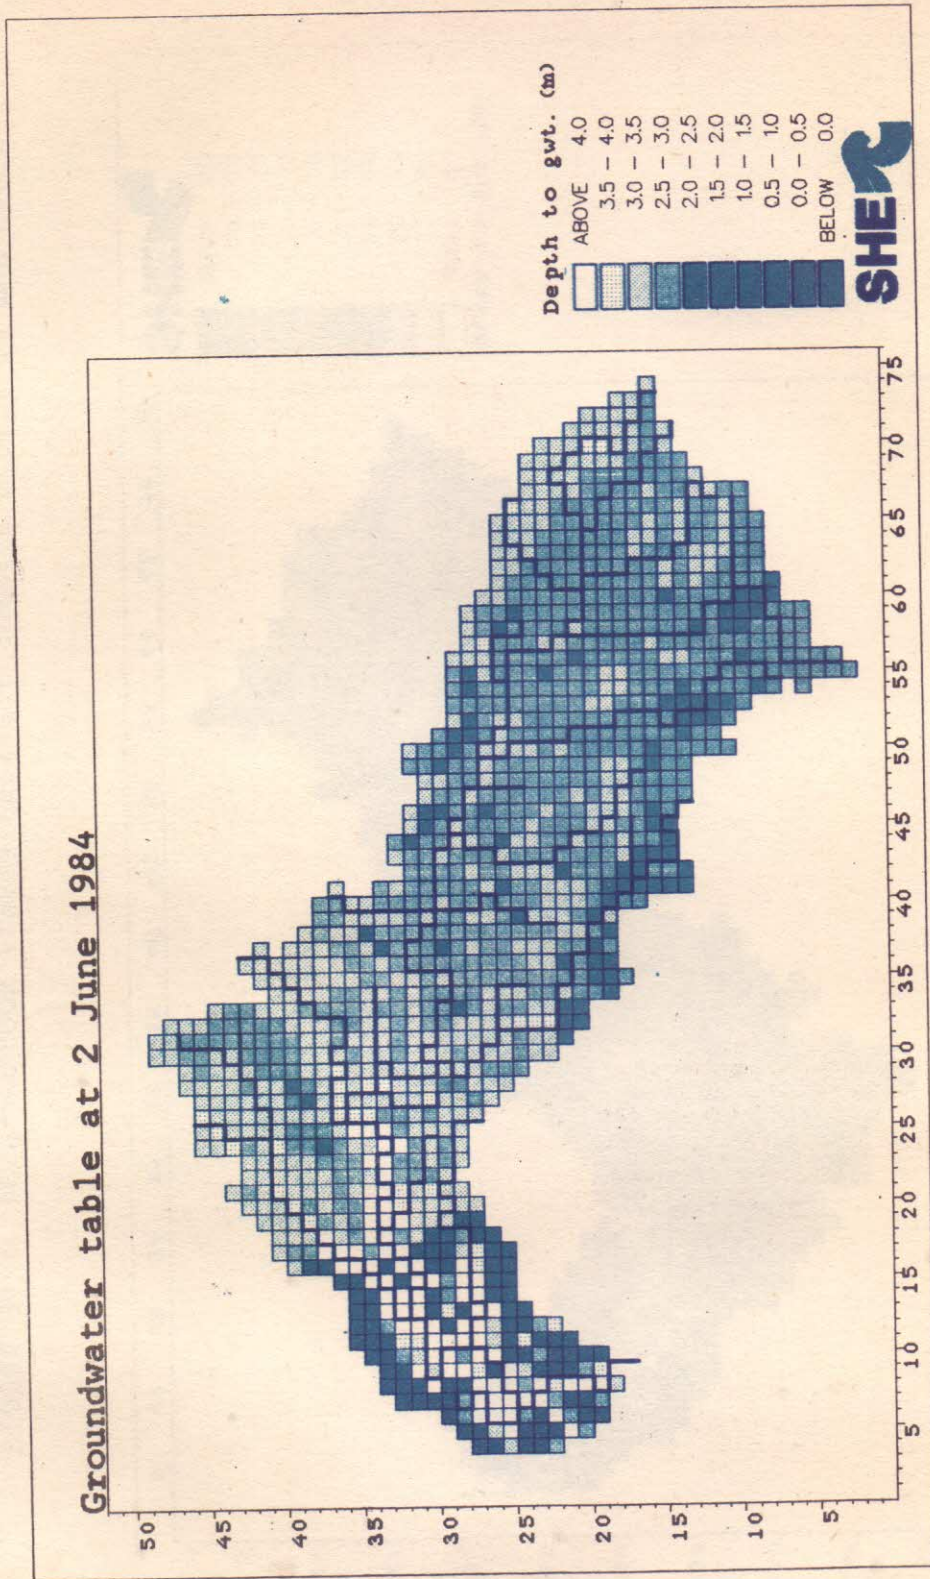 Groundwater table at 2 June 1984
Depth to gwt. (m)
ABOVE 4.0
3.5 - 4.0
3.0 - 3.5
2.5 - 3.0
2.0 - 2.5
1.5 - 2.0
1.0 - 1.5
0.5 - 1.0
0.0 - 0.5
BELOW 0.0
SHE
50
45
40
35
30
25
20
15
10
5
5 10 15 20 25 30 35 40 45 50 55 60 65 70 75